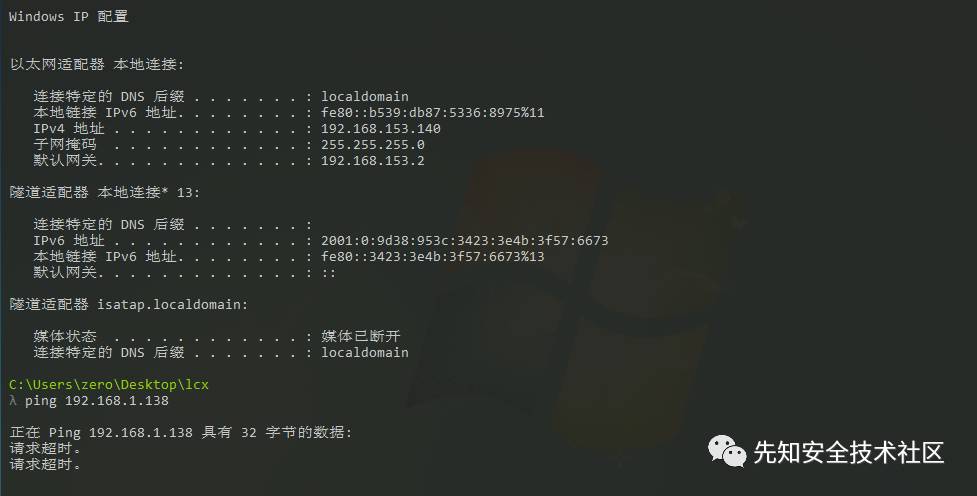 Windows IP 配置
以太网适配器 本地连接:
连接特定的 DNS 后缀 . . . . . . . : localdomain
本地链接 IPv6 地址. . . . . . . . : fe80::b539:db87:5336:8975%11
IPv4 地址 . . . . . . . . . . . . : 192.168.153.140
子网掩码 . . . . . . . . . . . . : 255.255.255.0
默认网关. . . . . . . . . . . . . : 192.168.153.2
隧道适配器 本地连接* 13:
连接特定的 DNS 后缀 . . . . . . . :
IPv6 地址 . . . . . . . . . . . . : 2001:0:9d38:953c:3423:3e4b:3f57:6673
本地链接 IPv6 地址. . . . . . . . : fe80::3423:3e4b:3f57:6673%13
默认网关. . . . . . . . . . . . . : ::
隧道适配器 isatap.localdomain:
媒体状态 . . . . . . . . . . . . : 媒体已断开
连接特定的 DNS 后缀 . . . . . . . : localdomain
C:\Users\zero\Desktop\lcx
λ ping 192.168.1.138
正在 Ping 192.168.1.138 具有 32 字节的数据:
请求超时。
请求超时。
先知安全技术社区